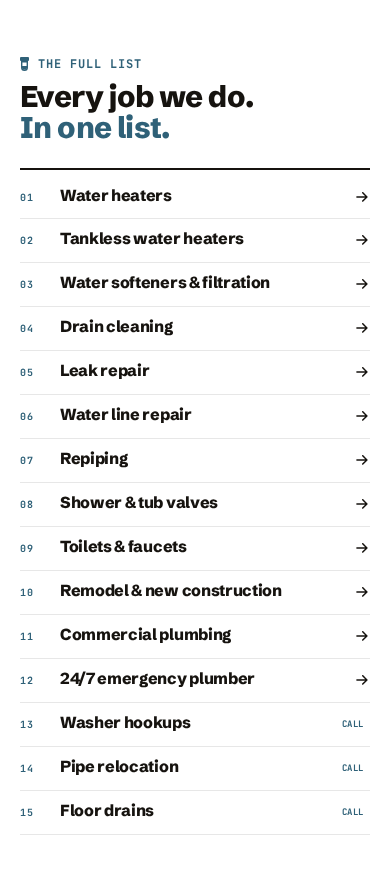 THE FULL LIST
Every job we do.
In one list.
01 Water heaters →
02 Tankless water heaters →
03 Water softeners & filtration →
04 Drain cleaning →
05 Leak repair →
06 Water line repair →
07 Repiping →
08 Shower & tub valves →
09 Toilets & faucets →
10 Remodel & new construction →
11 Commercial plumbing →
12 24/7 emergency plumber →
13 Washer hookups CALL
14 Pipe relocation CALL
15 Floor drains CALL